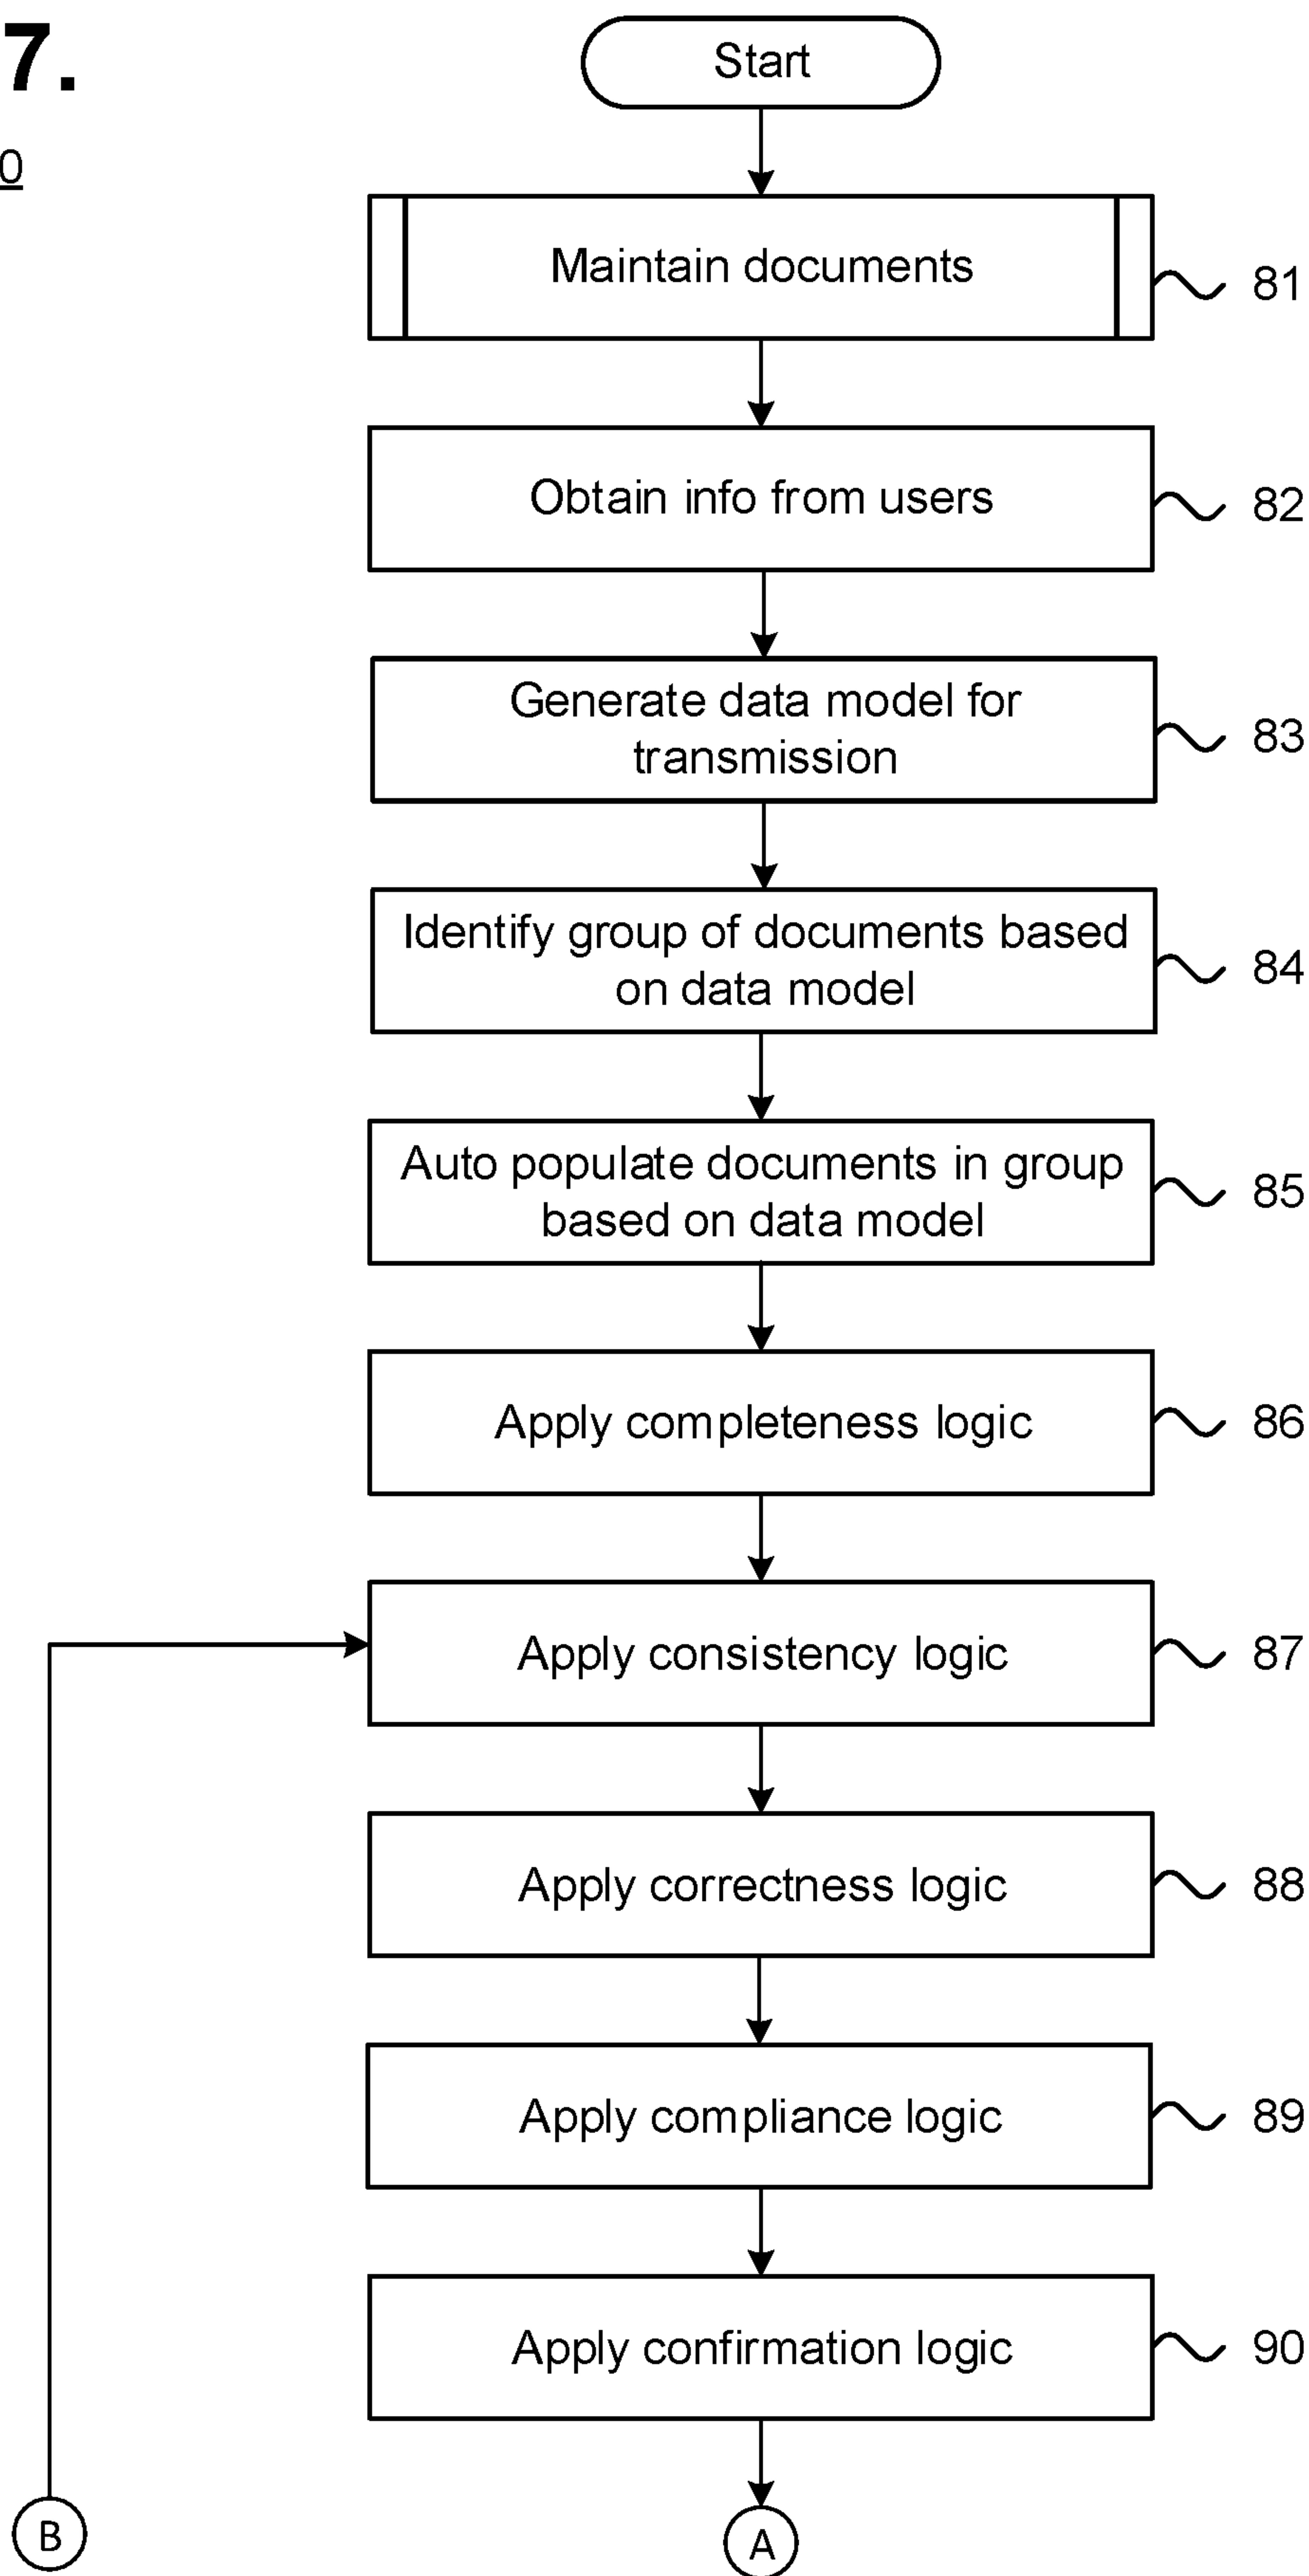 7.
0
Start
Maintain documents
81
Obtain info from users
82
Generate data model for
transmission
83
Identify group of documents based
on data model
84
Auto populate documents in group
based on data model
85
Apply completeness logic
86
Apply consistency logic
87
Apply correctness logic
88
Apply compliance logic
89
Apply confirmation logic
90
B
A